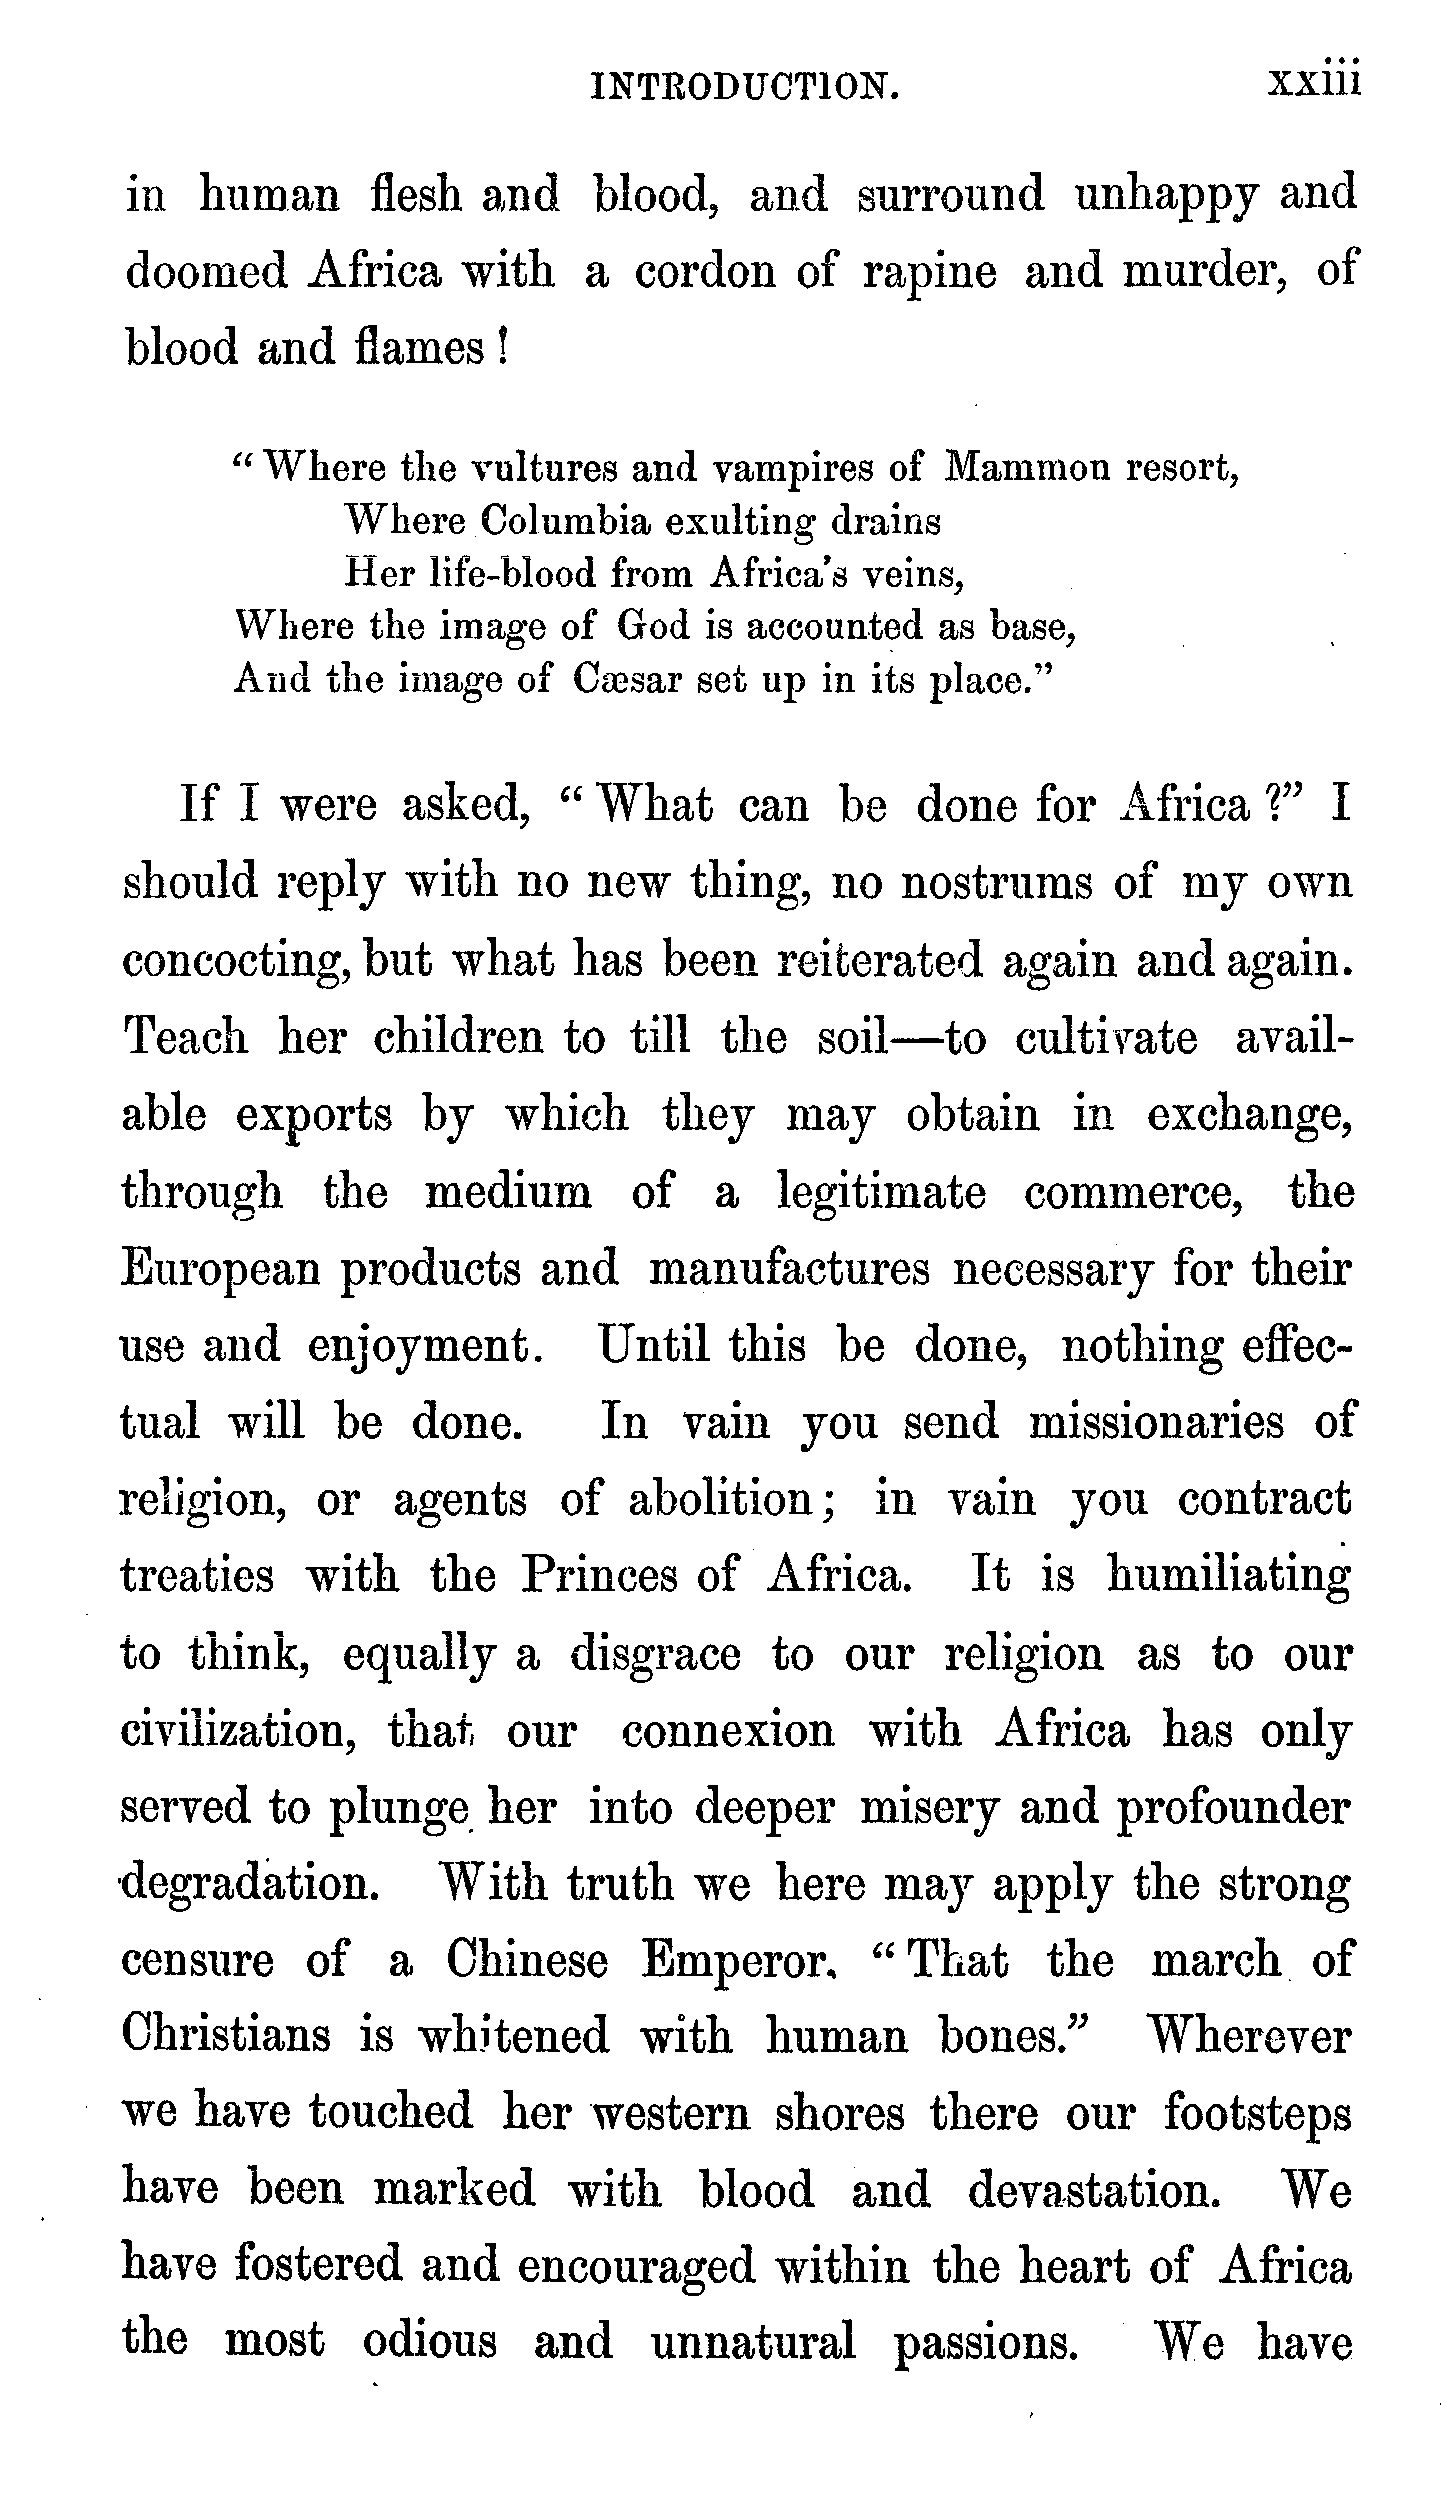 INTRODUCTION. xxiii
in human flesh and blood, and surround unhappy and
doomed Africa with a cordon of rapine and murder, of
blood and flames!
“Where the vultures and vampires of Mammon resort,
Where Columbia exulting drains
Her life-blood from Africa's veins,
Where the image of God is accounted as base,
And the image of Cæsar set up in its place.”
If I were asked, “What can be done for Africa?” I
should reply with no new thing, no nostrums of my own
concocting, but what has been reiterated again and again.
Teach her children to till the soil—to cultivate avail-
able exports by which they may obtain in exchange,
through the medium of a legitimate commerce, the
European products and manufactures necessary for their
use and enjoyment. Until this be done, nothing effec-
tual will be done. In vain you send missionaries of
religion, or agents of abolition; in vain you contract
treaties with the Princes of Africa. It is humiliating
to think, equally a disgrace to our religion as to our
civilization, that our connexion with Africa has only
served to plunge her into deeper misery and profounder
degradation. With truth we here may apply the strong
censure of a Chinese Emperor, “That the march of
Christians is whitened with human bones.” Wherever
we have touched her western shores there our footsteps
have been marked with blood and devastation. We
have fostered and encouraged within the heart of Africa
the most odious and unnatural passions. We have